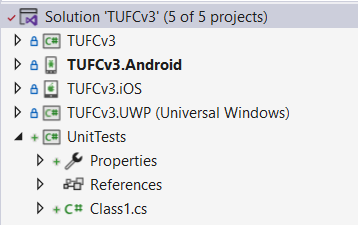 Solution 'TUFCv3' (5 of 5 projects)
C# TUFCv3
TUFCv3.Android
TUFCv3.iOS
C# TUFCv3.UWP (Universal Windows)
C# UnitTests
Properties
References
C# Class1.cs